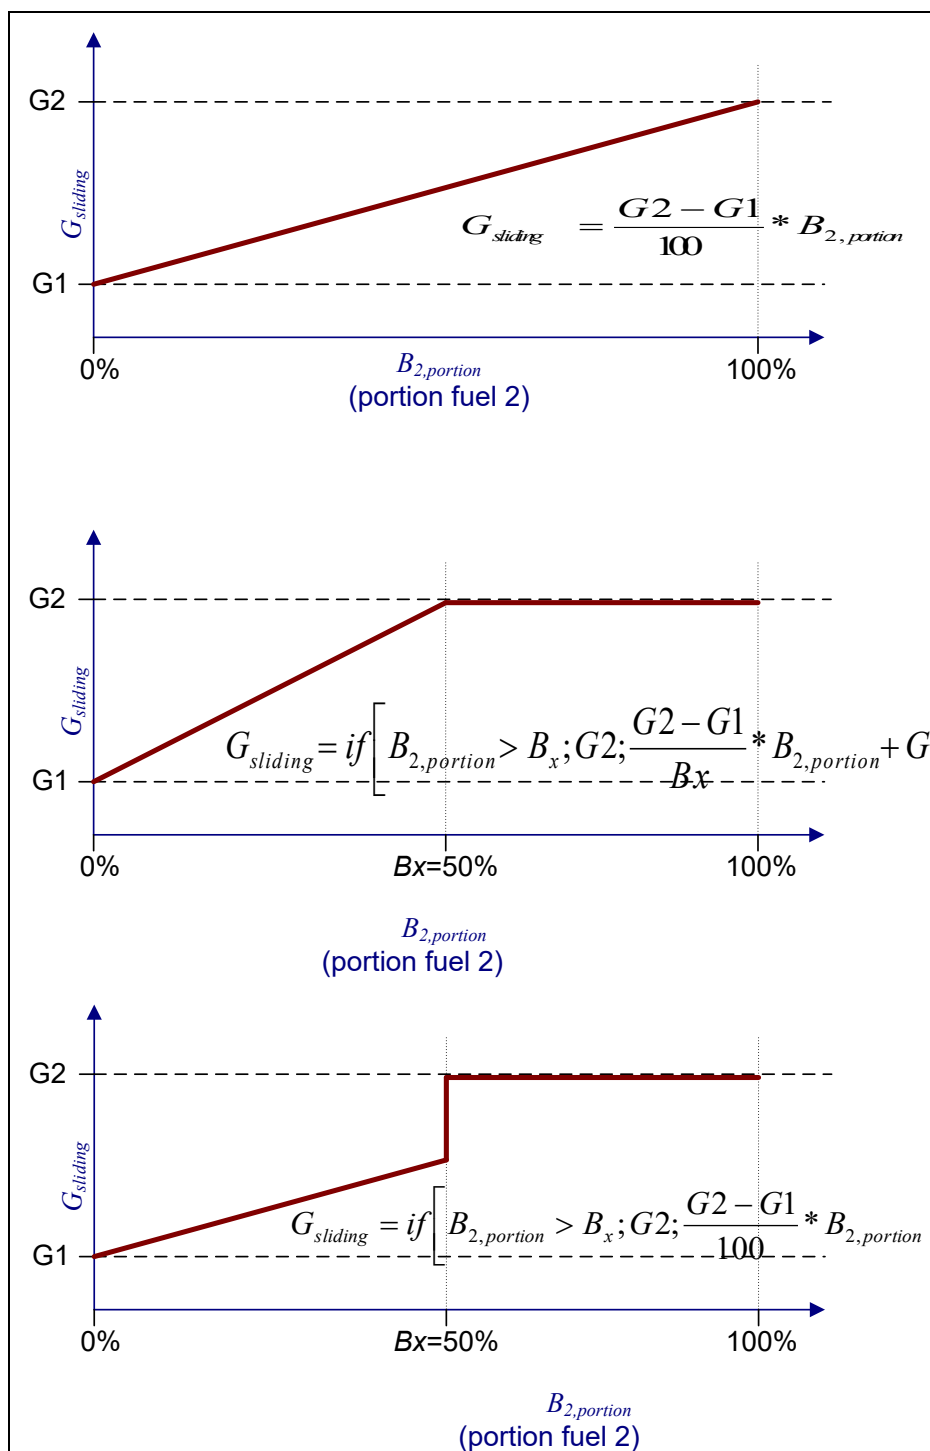 G2
G_sliding
G_sliding = (G2 − G1)/100 * B_2,portion
G1
0%
B_2,portion
100%
(portion fuel 2)
G2
G_sliding
G_sliding = if[B_2,portion > B_x; G2; (G2 − G1)/Bx * B_2,portion + G
G1
0%
Bx=50%
100%
B_2,portion
(portion fuel 2)
G2
G_sliding
G_sliding = if[B_2,portion > B_x; G2; (G2 − G1)/100 * B_2,portion
G1
0%
Bx=50%
100%
B_2,portion
(portion fuel 2)